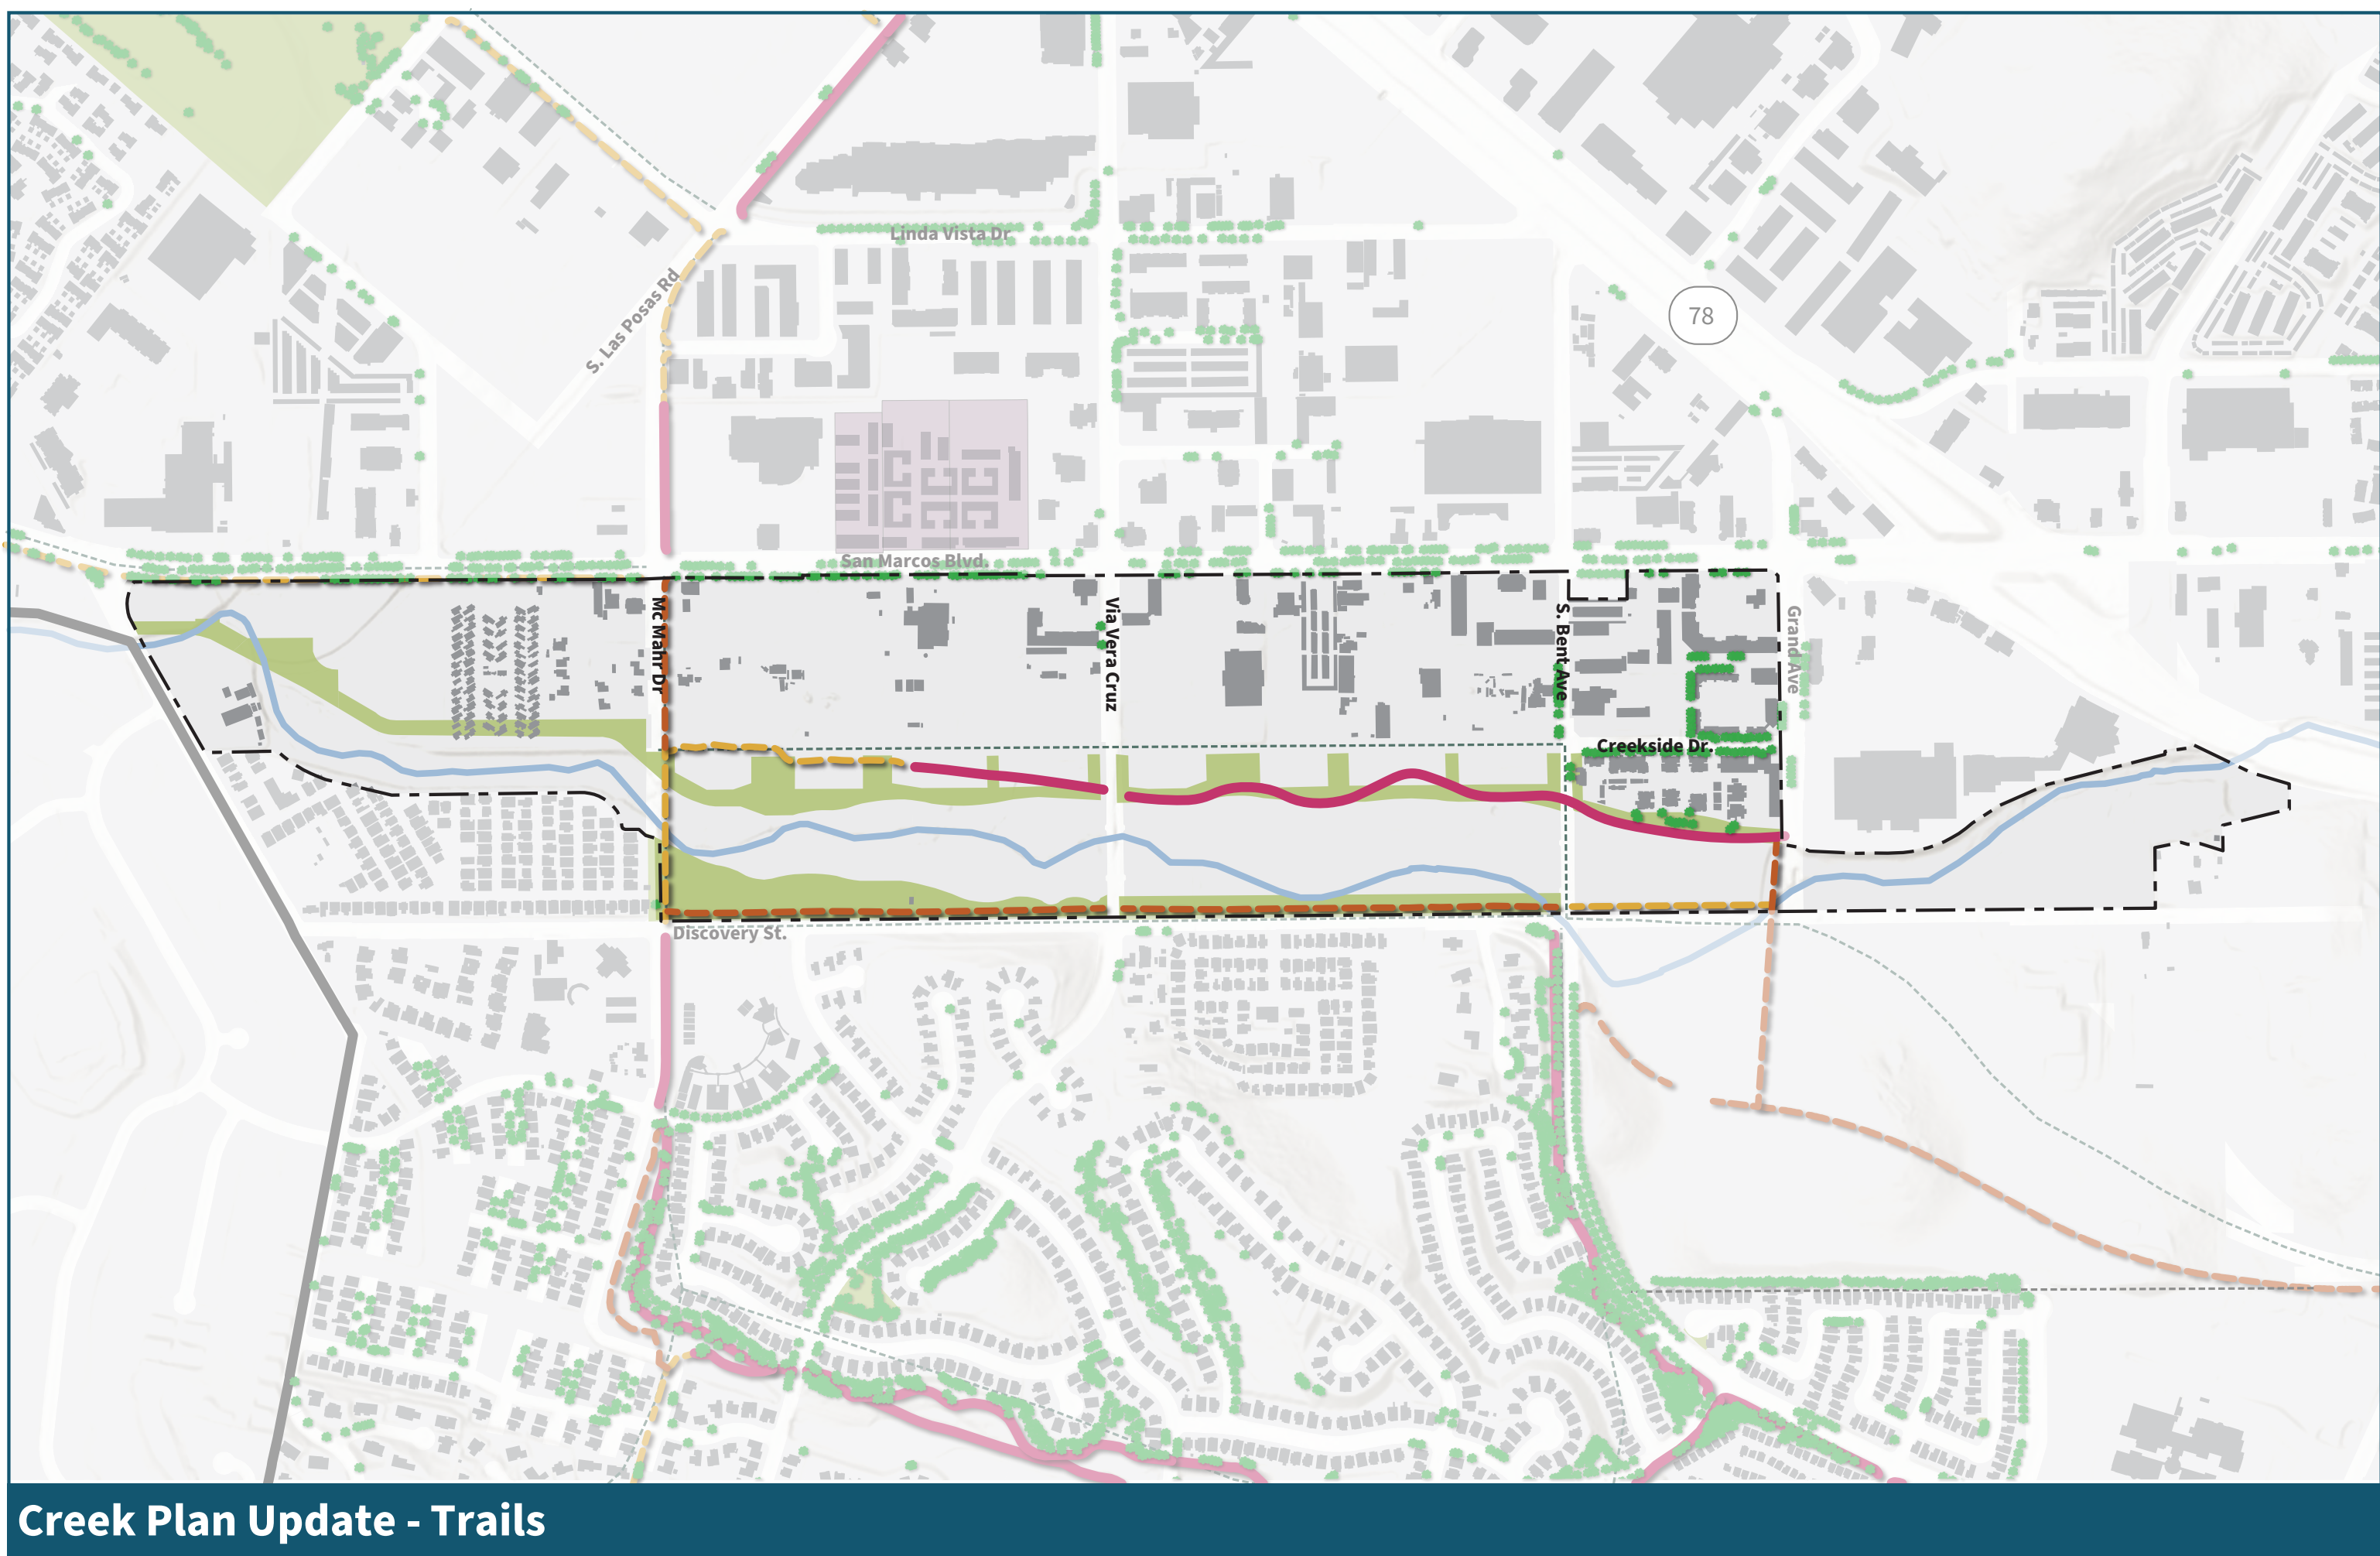 Linda Vista Dr
S. Las Posas Rd
78
San Marcos Blvd.
Mc Mahr Dr
Via Vera Cruz
S. Bent Ave
Grand Ave
Creekside Dr.
Discovery St.
Creek Plan Update - Trails